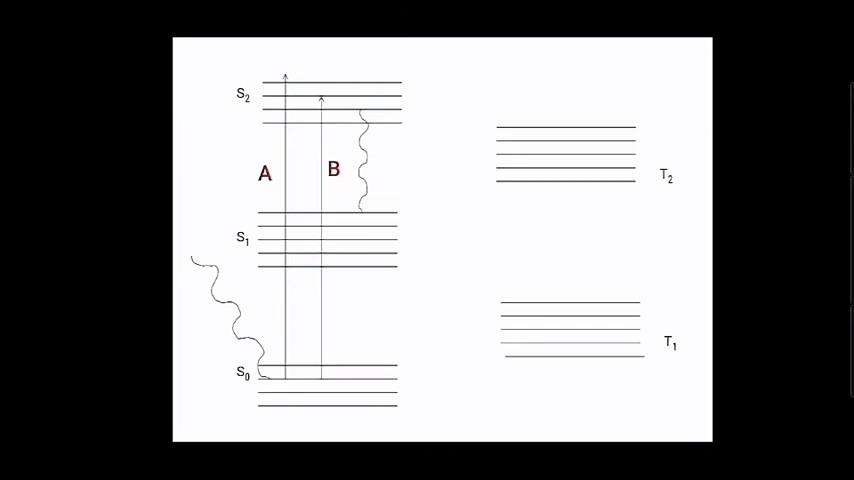 S₂
A
B
T₂
S₁
T₁
S₀